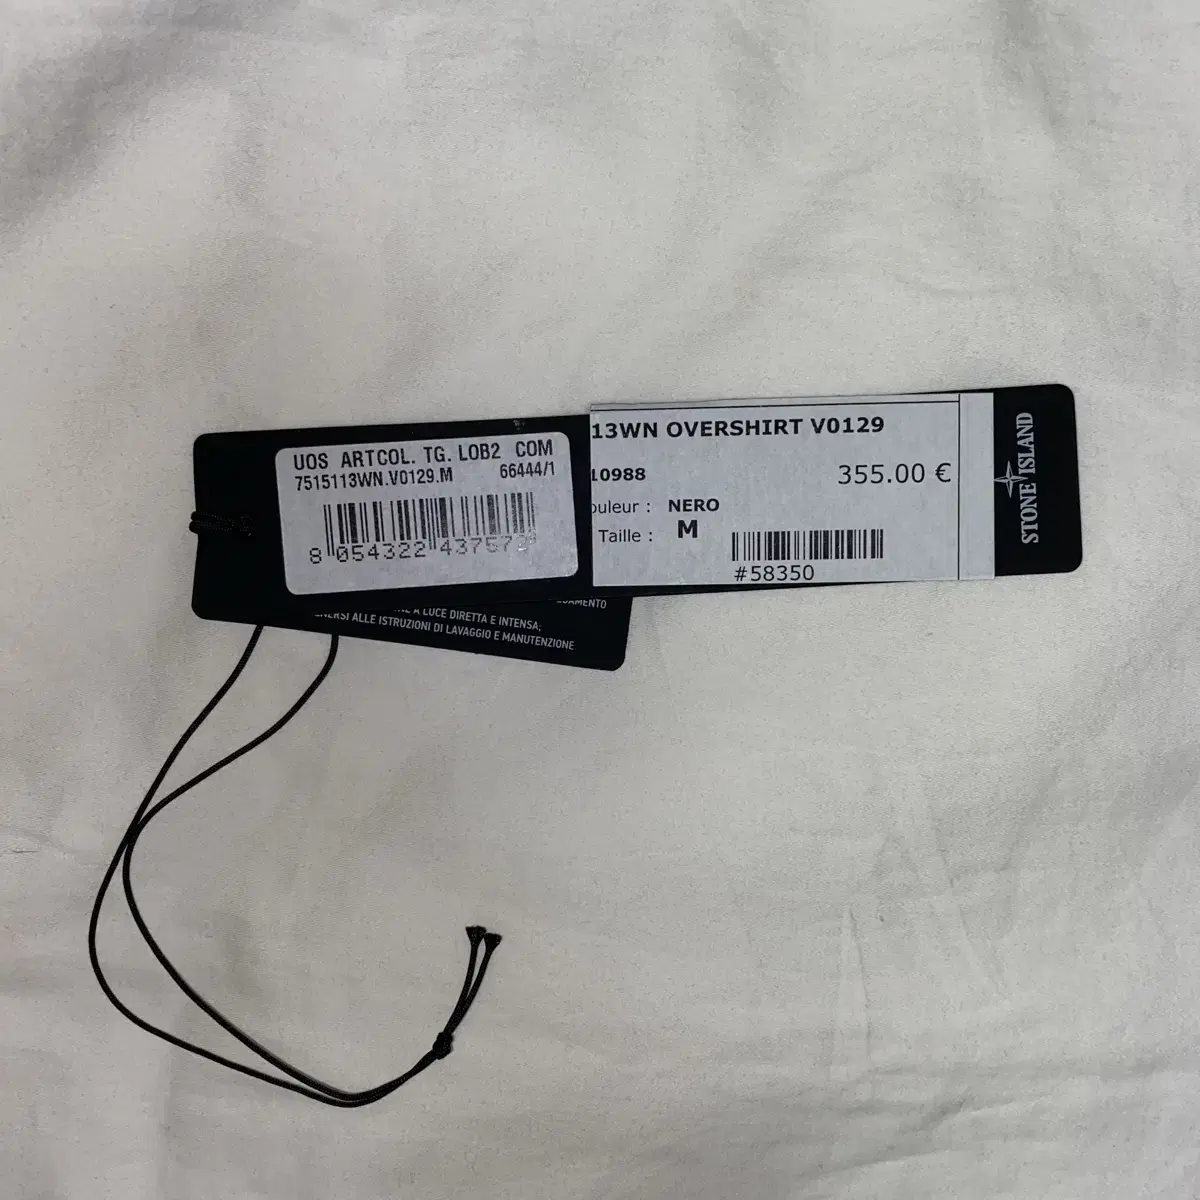 UOS ARTCOL. TG. LOB2 COM
7515113WN.V0129.M 66444/1
8 054322 437572
13WN OVERSHIRT V0129
10988 355.00 €
ouleur : NERO
Taille : M
#58350
STONE ISLAND
A LUCE DIRETTA E INTENSA;
ALLE ISTRUZIONI DI LAVAGGIO E MANUTENZIONE